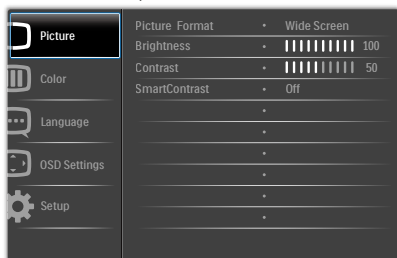 Picture
Color
Language
OSD Settings
Setup
Picture Format • Wide Screen
Brightness • 100
Contrast • 50
SmartContrast • Off
•
•
•
•
•
•